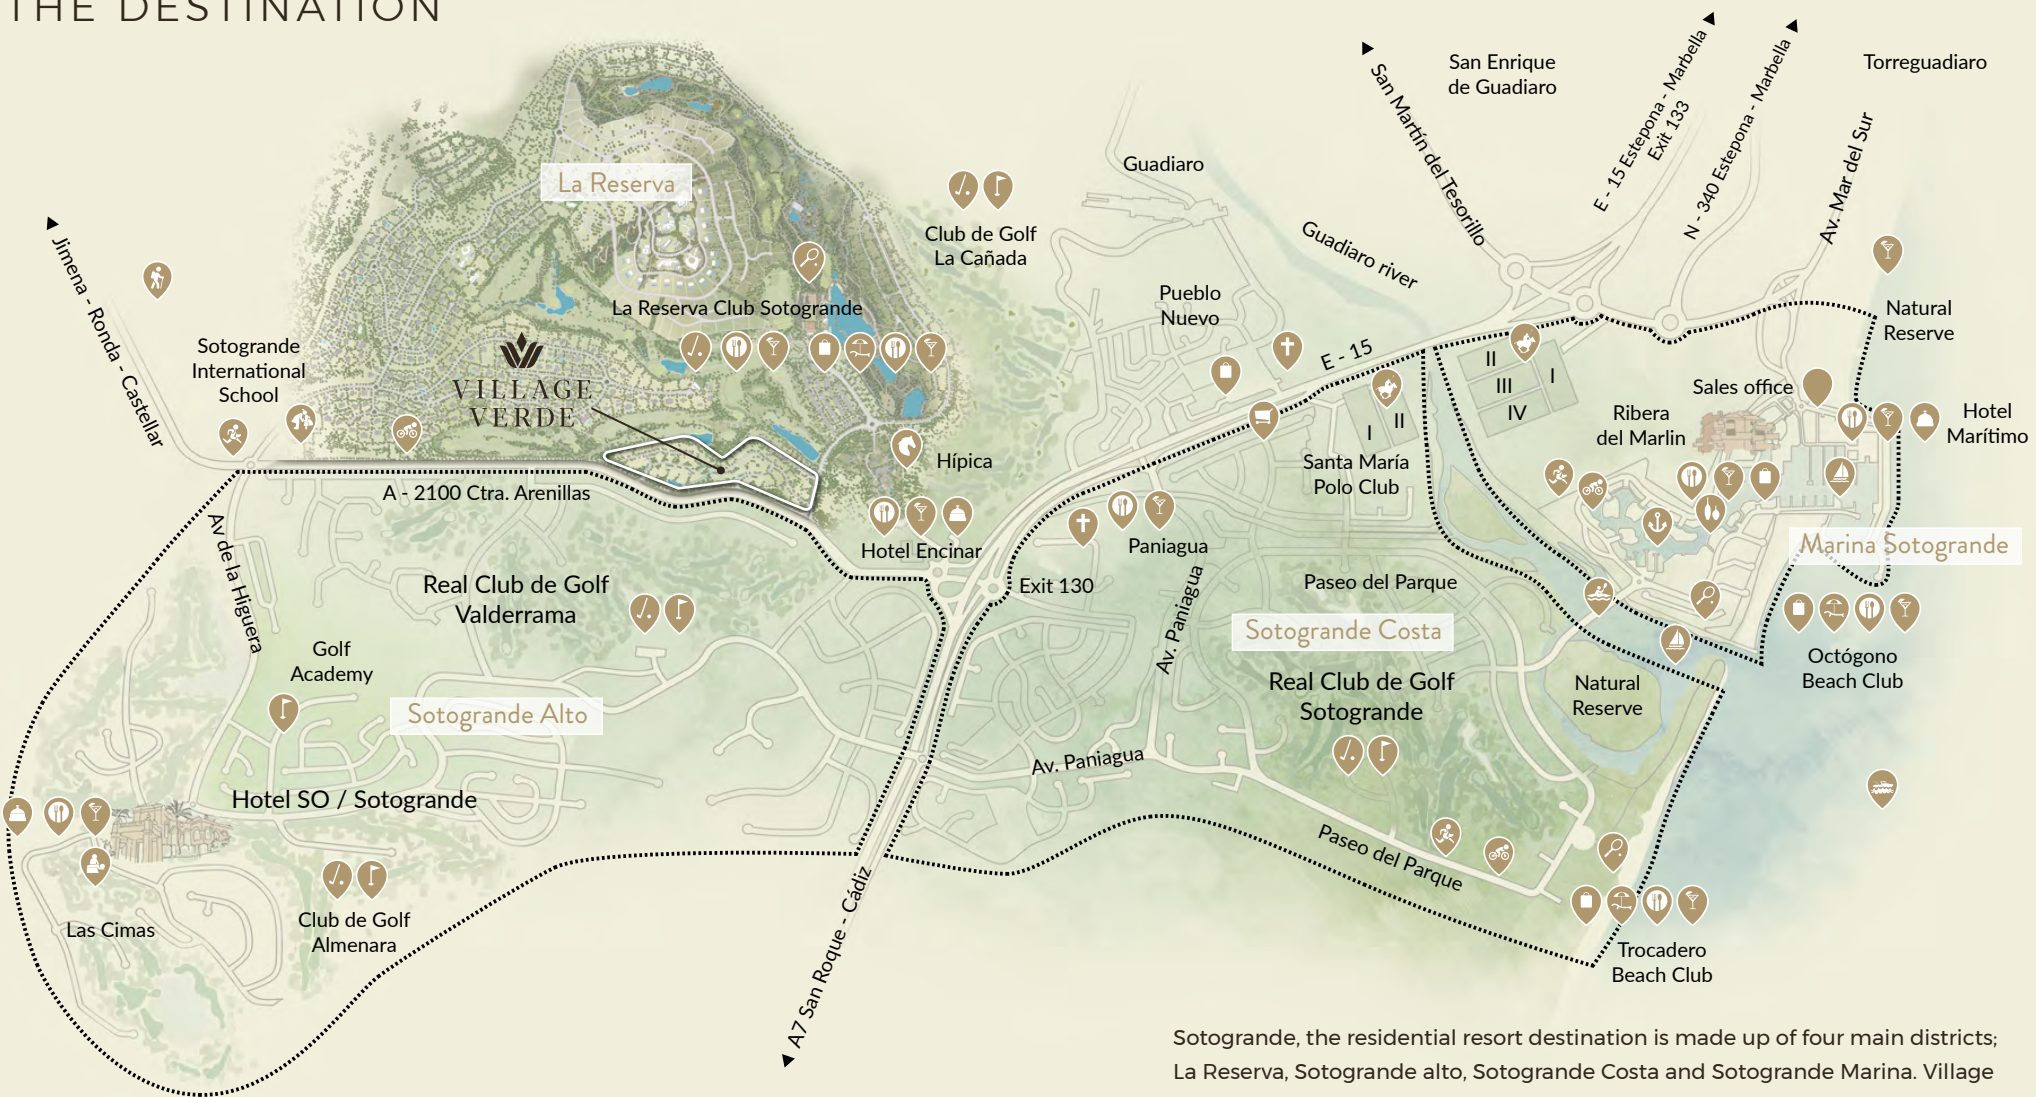 THE DESTINATION
San Enrique
de Guadiaro
Torreguadiaro
E - 15 Estepona - Marbella
Exit 133
N - 340 Estepona - Marbella
San Martín del Tesorillo
Av. Mar del Sur
Guadiaro
La Reserva
Club de Golf
La Cañada
Guadiaro river
Jimena - Ronda - Castellar
Pueblo
Nuevo
La Reserva Club Sotogrande
Natural
Reserve
Sotogrande
International
School
VILLAGE
VERDE
E - 15
II
I
III
IV
Sales office
Ribera
del Marlin
Hotel
Marítimo
II
I
Hípica
Santa María
Polo Club
A - 2100 Ctra. Arenillas
Av de la Higuera
Hotel Encinar
Paniagua
Marina Sotogrande
Exit 130
Real Club de Golf
Valderrama
Paseo del Parque
Av. Paniagua
Sotogrande Costa
Golf
Academy
Octógono
Beach Club
Real Club de Golf
Sotogrande
Natural
Reserve
Sotogrande Alto
Av. Paniagua
Hotel SO / Sotogrande
Paseo del Parque
Las Cimas
Club de Golf
Almenara
A7 San Roque - Cádiz
Trocadero
Beach Club
Sotogrande, the residential resort destination is made up of four main districts;
La Reserva, Sotogrande alto, Sotogrande Costa and Sotogrande Marina. Village